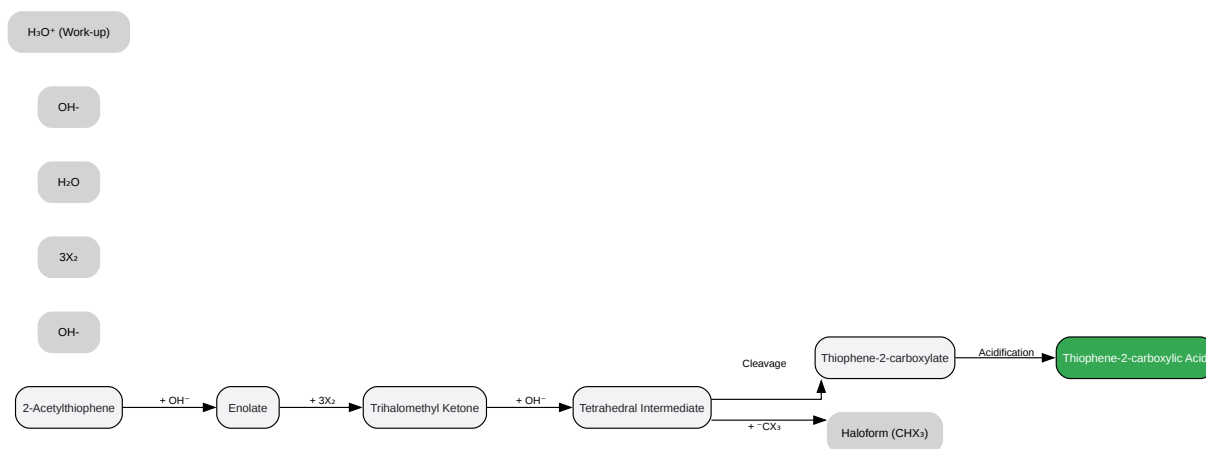 H₃O⁺ (Work-up)
OH-
H₂O
3X₂
OH-
Cleavage
Thiophene-2-carboxylate
Acidification
Thiophene-2-carboxylic Acid
2-Acetylthiophene
+ OH⁻
Enolate
+ 3X₂
Trihalomethyl Ketone
+ OH⁻
Tetrahedral Intermediate
+ ⁻CX₃
Haloform (CHX₃)